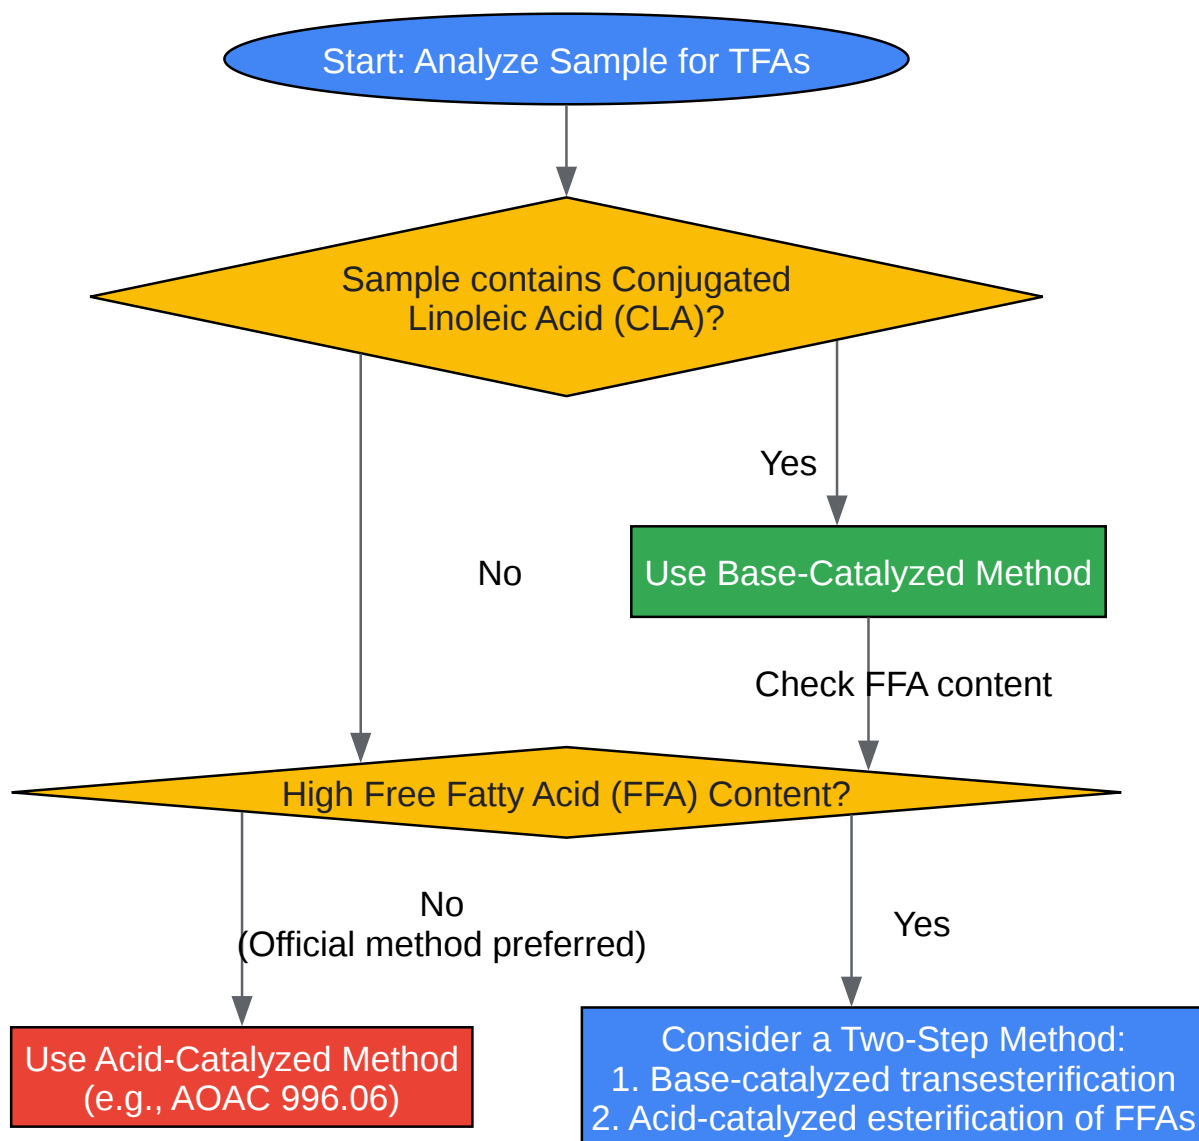 Start: Analyze Sample for TFAs
Sample contains Conjugated
Linoleic Acid (CLA)?
Yes
No
Use Base-Catalyzed Method
Check FFA content
High Free Fatty Acid (FFA) Content?
No
(Official method preferred)
Yes
Use Acid-Catalyzed Method
(e.g., AOAC 996.06)
Consider a Two-Step Method:
1. Base-catalyzed transesterification
2. Acid-catalyzed esterification of FFAs